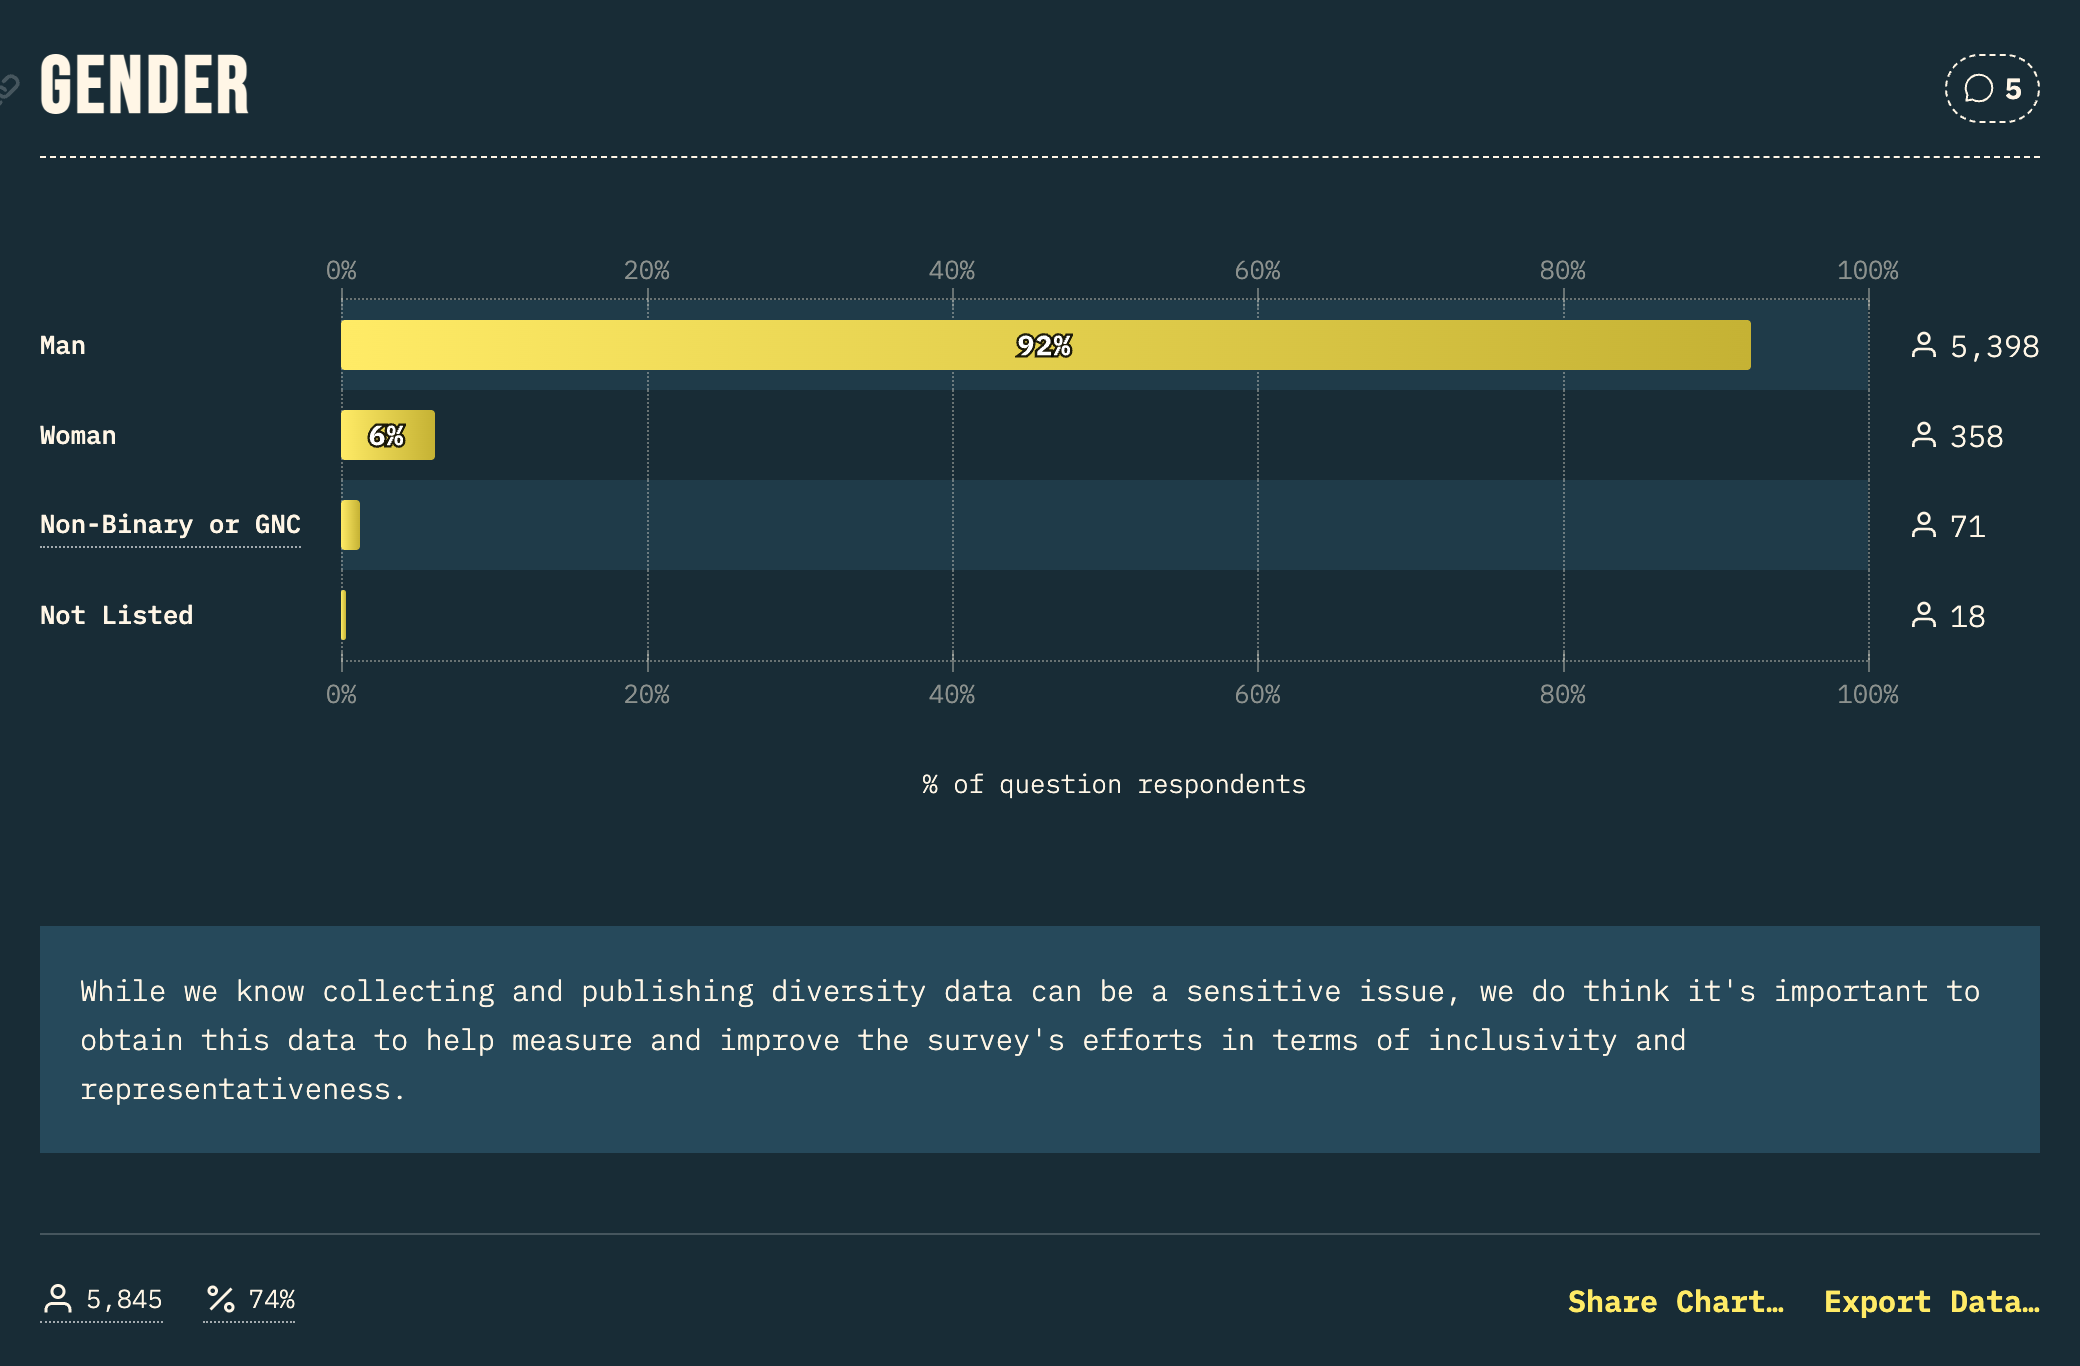 GENDER
5
0% 20% 40% 60% 80% 100%
Man 92% 5,398
Woman 6% 358
Non-Binary or GNC 71
Not Listed 18
0% 20% 40% 60% 80% 100%
% of question respondents
While we know collecting and publishing diversity data can be a sensitive issue, we do think it's important to
obtain this data to help measure and improve the survey's efforts in terms of inclusivity and
representativeness.
5,845 % 74% Share Chart… Export Data…